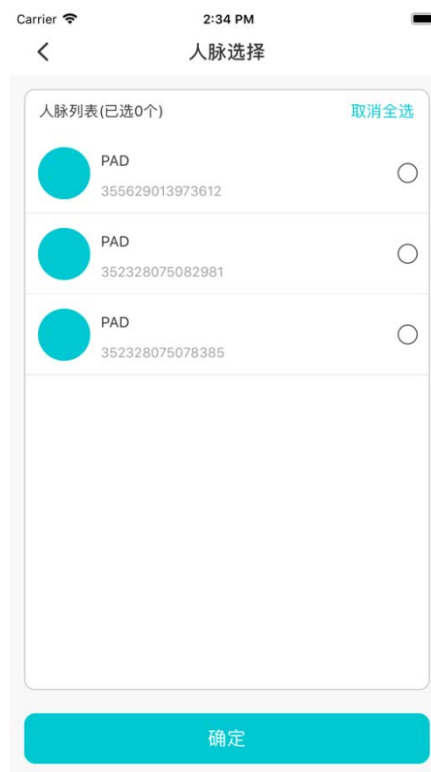 Carrier 2:34 PM
人脉选择
人脉列表(已选0个) 取消全选
PAD
355629013973612
PAD
352328075082981
PAD
352328075078385
确定